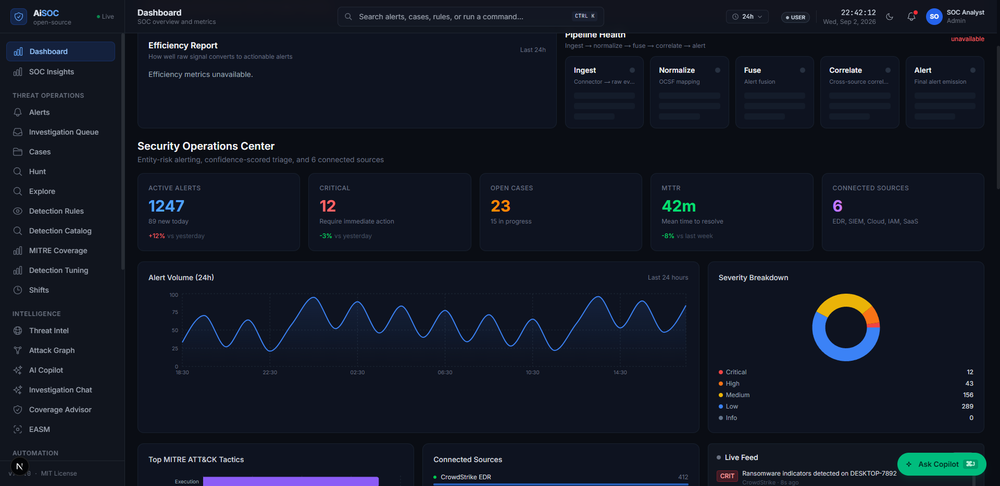 AiSOC
open-source
Live
Dashboard
SOC overview and metrics
Search alerts, cases, rules, or run a command...
CTRL K
24h
USER
22:42:12
Wed, Sep 2, 2026
SO
SOC Analyst
Admin
Dashboard
SOC Insights
THREAT OPERATIONS
Alerts
Investigation Queue
Cases
Hunt
Explore
Detection Rules
Detection Catalog
MITRE Coverage
Detection Tuning
Shifts
INTELLIGENCE
Threat Intel
Attack Graph
AI Copilot
Investigation Chat
Coverage Advisor
EASM
AUTOMATION
N
· MIT License
Efficiency Report
How well raw signal converts to actionable alerts
Last 24h
Efficiency metrics unavailable.
Pipeline Health
Ingest → normalize → fuse → correlate → alert
unavailable
Ingest
Connector → raw ev...
Normalize
OCSF mapping
Fuse
Alert fusion
Correlate
Cross-source correl...
Alert
Final alert emission
Security Operations Center
Entity-risk alerting, confidence-scored triage, and 6 connected sources
ACTIVE ALERTS
1247
89 new today
+12% vs yesterday
CRITICAL
12
Require immediate action
-3% vs yesterday
OPEN CASES
23
15 in progress
MTTR
42m
Mean time to resolve
-8% vs last week
CONNECTED SOURCES
6
EDR, SIEM, Cloud, IAM, SaaS
Alert Volume (24h)
Last 24 hours
100
75
50
25
0
18:30
22:30
02:30
06:30
10:30
14:30
Severity Breakdown
Critical 12
High 43
Medium 156
Low 289
Info 0
Top MITRE ATT&CK Tactics
Execution
Connected Sources
CrowdStrike EDR 412
Live Feed
CRIT Ransomware indicators detected on DESKTOP-7892
CrowdStrike · 8s ago
Ask Copilot ⌘J